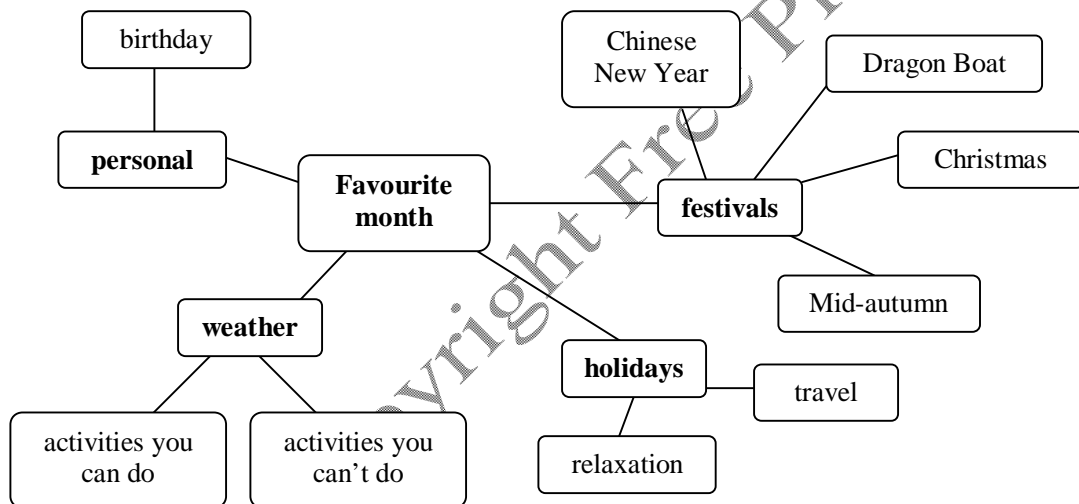 birthday
Chinese
New Year
Dragon Boat
personal
Christmas
Favourite
month
festivals
weather
Mid-autumn
holidays
travel
activities you
can do
activities you
can't do
relaxation